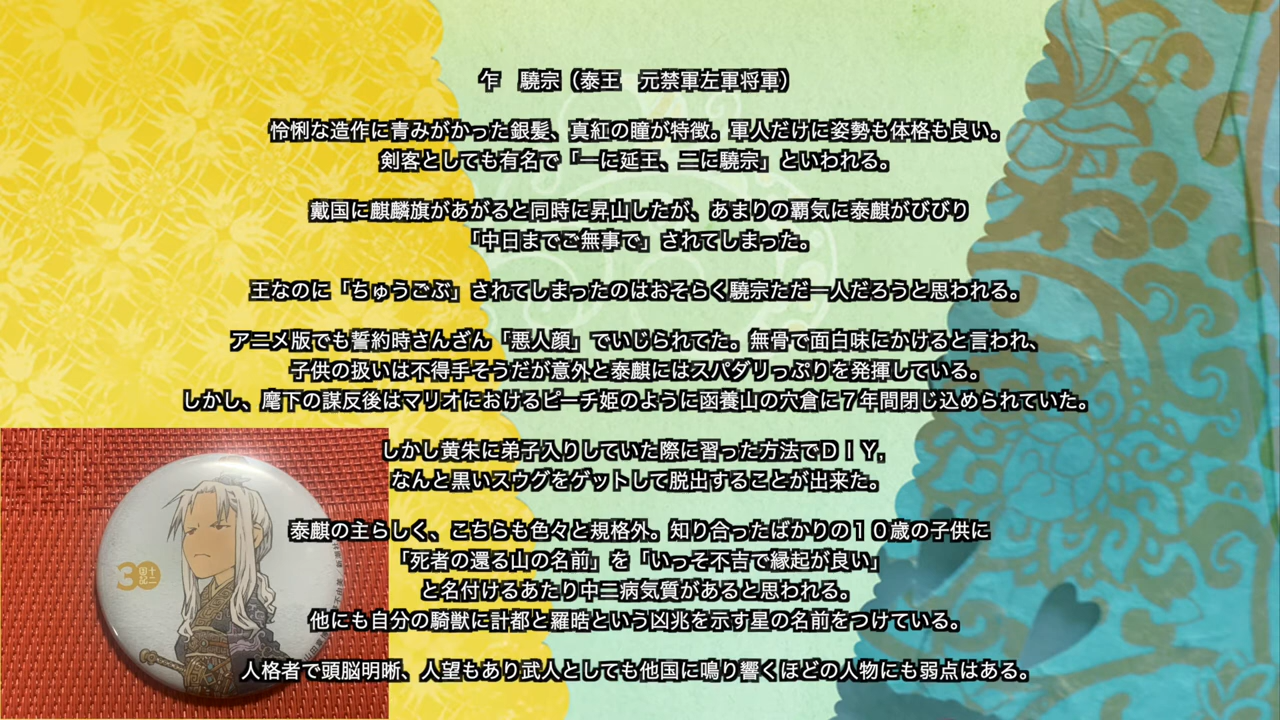 乍　驍宗（泰王　元禁軍左軍将軍）
怜悧な造作に青みがかった銀髪、真紅の瞳が特徴。軍人だけに姿勢も体格も良い。
剣客としても有名で「一に延王、二に驍宗」といわれる。
戴国に麒麟旗があがると同時に昇山したが、あまりの覇気に泰麒がびびり
「中日までご無事で」されてしまった。
王なのに「ちゅうごぶ」されてしまったのはおそらく驍宗ただ一人だろうと思われる。
アニメ版でも誓約時さんざん「悪人顔」でいじられてた。無骨で面白味にかけると言われ、
子供の扱いは不得手そうだが意外と泰麒にはスパダリっぷりを発揮している。
しかし、麾下の謀反後はマリオにおけるピーチ姫のように函養山の穴倉に７年間閉じ込められていた。
しかし黄朱に弟子入りしていた際に習った方法でＤＩＹ，
なんと黒いスウグをゲットして脱出することが出来た。
泰麒の主らしく、こちらも色々と規格外。知り合ったばかりの１０歳の子供に
「死者の還る山の名前」を「いっそ不吉で縁起が良い」
と名付けるあたり中二病気質があると思われる。
他にも自分の騎獣に計都と羅睺という凶兆を示す星の名前をつけている。
人格者で頭脳明晰、人望もあり武人としても他国に鳴り響くほどの人物にも弱点はある。
30
十二国記